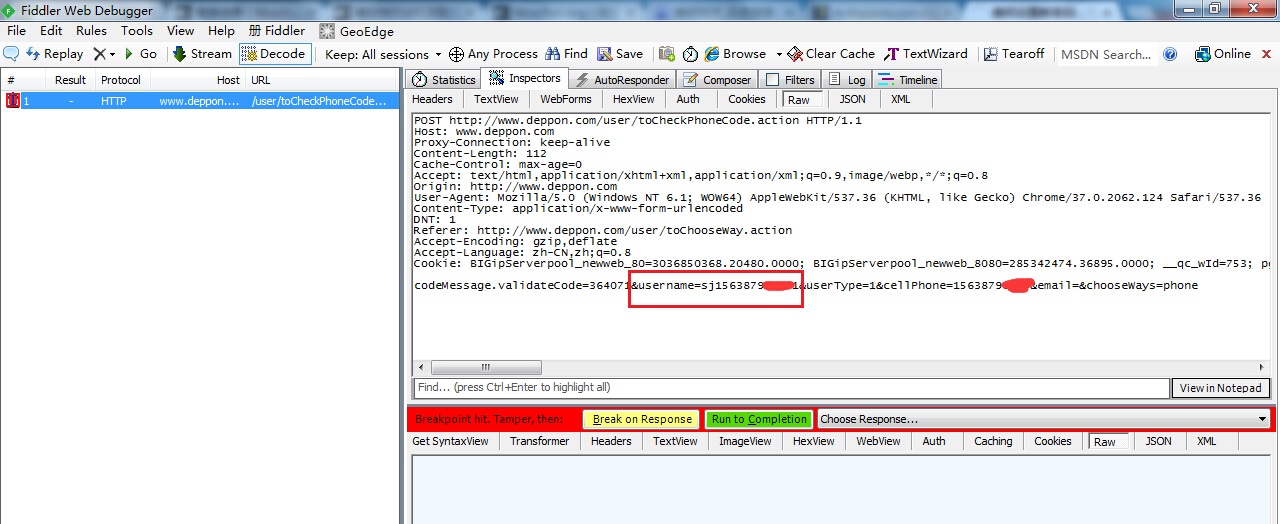 Fiddler Web Debugger
File Edit Rules Tools View Help Fiddler GeoEdge
Replay Go Stream Decode Keep: All sessions Any Process Find Save Browse Clear Cache TextWizard Tearoff MSDN Search... Online x
# Result Protocol Host URL
1 - HTTP www.deppon.... /user/toCheckPhoneCode...
Statistics Inspectors AutoResponder Composer Filters Log Timeline
Headers TextView WebForms HexView Auth Cookies Raw JSON XML
POST http://www.deppon.com/user/toCheckPhoneCode.action HTTP/1.1
Host: www.deppon.com
Proxy-Connection: keep-alive
Content-Length: 112
Cache-Control: max-age=0
Accept: text/html,application/xhtml+xml,application/xml;q=0.9,image/webp,*/*;q=0.8
Origin: http://www.deppon.com
User-Agent: Mozilla/5.0 (Windows NT 6.1; WOW64) AppleWebKit/537.36 (KHTML, like Gecko) Chrome/37.0.2062.124 Safari/537.36
Content-Type: application/x-www-form-urlencoded
DNT: 1
Referer: http://www.deppon.com/user/toChooseWay.action
Accept-Encoding: gzip,deflate
Accept-Language: zh-CN,zh;q=0.8
Cookie: BIGipServerpool_newweb_80=3036850368.20480.0000; BIGipServerpool_newweb_8080=285342474.36895.0000; __qc_wId=753; pg
codeMessage.validateCode=364071&username=sj1563879 1&userType=1&cellPhone=1563879 &email=&chooseWays=phone
Find... (press Ctrl+Enter to highlight all) View in Notepad
Breakpoint hit. Tamper, then: Break on Response Run to Completion Choose Response...
Get SyntaxView Transformer Headers TextView ImageView HexView WebView Auth Caching Cookies Raw JSON XML